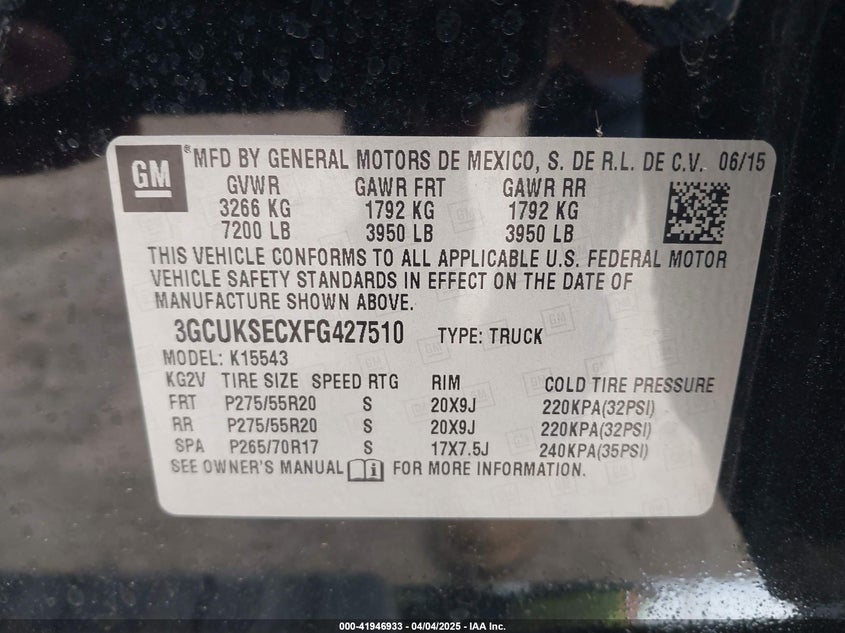 GM ® MFD BY GENERAL MOTORS DE MEXICO, S. DE R.L. DE C.V. 06/15
GVWR GAWR FRT GAWR RR
3266 KG 1792 KG 1792 KG
7200 LB 3950 LB 3950 LB
THIS VEHICLE CONFORMS TO ALL APPLICABLE U.S. FEDERAL MOTOR
VEHICLE SAFETY STANDARDS IN EFFECT ON THE DATE OF
MANUFACTURE SHOWN ABOVE.
3GCUKSECXFG427510 TYPE: TRUCK
MODEL: K15543
KG2V TIRE SIZE SPEED RTG RIM COLD TIRE PRESSURE
FRT P275/55R20 S 20X9J 220KPA(32PSI)
RR P275/55R20 S 20X9J 220KPA(32PSI)
SPA P265/70R17 S 17X7.5J 240KPA(35PSI)
SEE OWNER'S MANUAL i FOR MORE INFORMATION.
000-41946933 - 04/04/2025 - IAA Inc.